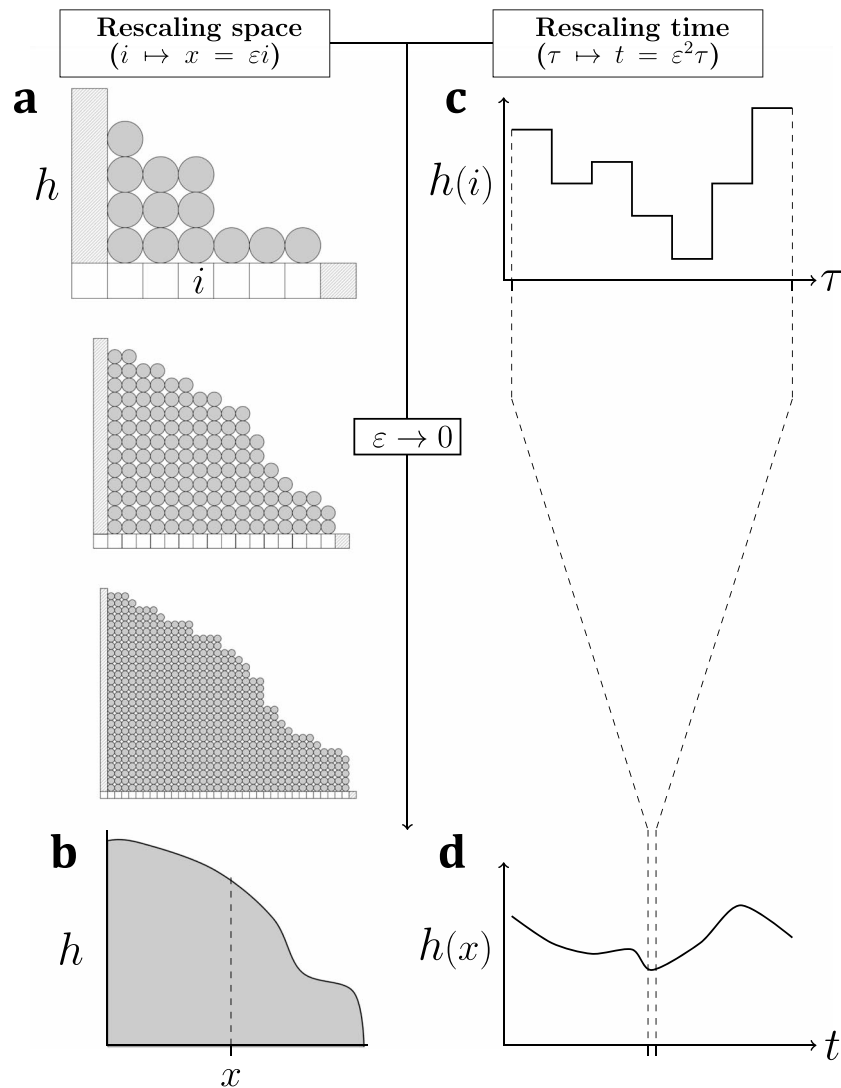 Rescaling space
(i ↦ x = εi)
Rescaling time
(τ ↦ t = ε²τ)
a
h
i
c
h(i)
τ
ε → 0
b
h
x
d
h(x)
t